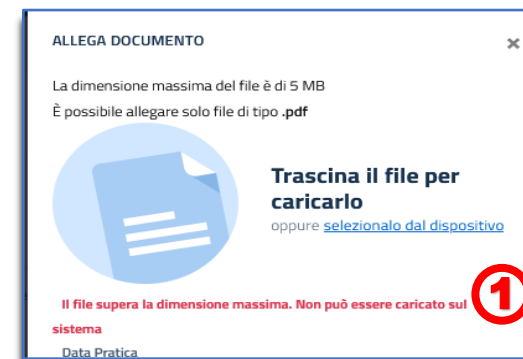 ALLEGA DOCUMENTO ×
La dimensione massima del file è di 5 MB
È possibile allegare solo file di tipo .pdf
Trascina il file per
caricarlo
oppure selezionalo dal dispositivo
Il file supera la dimensione massima. Non può essere caricato sul
sistema
1
Data Pratica